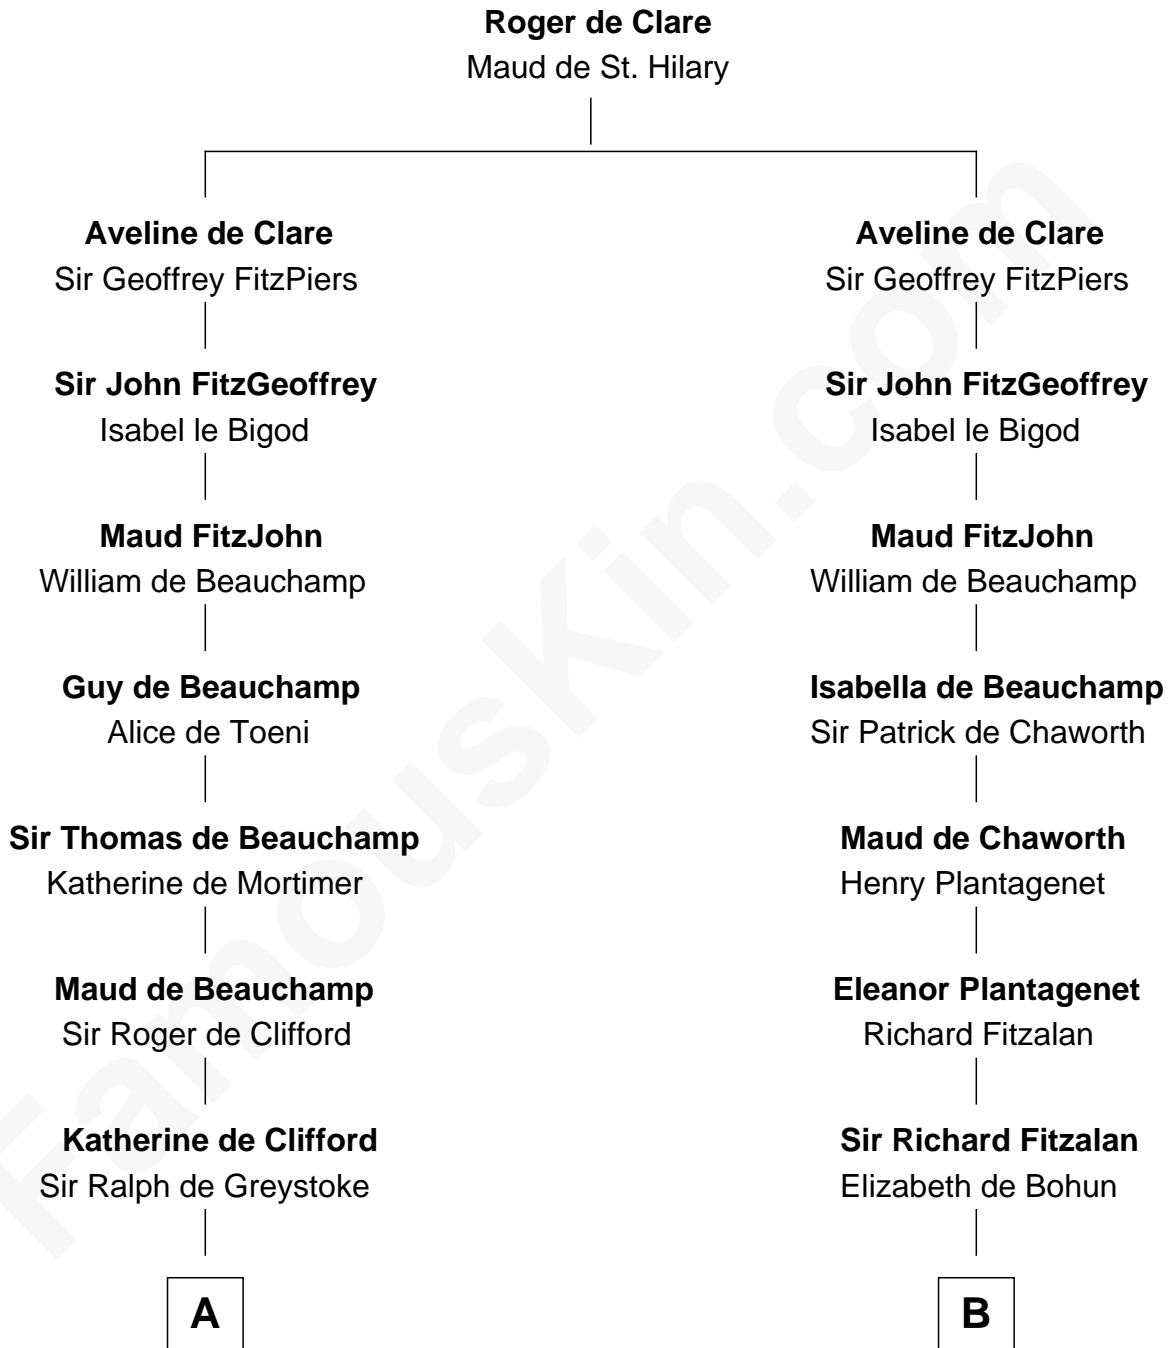 Roger de Clare
Maud de St. Hilary
Aveline de Clare
Sir Geoffrey FitzPiers
Sir John FitzGeoffrey
Isabel le Bigod
Maud FitzJohn
William de Beauchamp
Guy de Beauchamp
Alice de Toeni
Sir Thomas de Beauchamp
Katherine de Mortimer
Maud de Beauchamp
Sir Roger de Clifford
Katherine de Clifford
Sir Ralph de Greystoke
A
Aveline de Clare
Sir Geoffrey FitzPiers
Sir John FitzGeoffrey
Isabel le Bigod
Maud FitzJohn
William de Beauchamp
Isabella de Beauchamp
Sir Patrick de Chaworth
Maud de Chaworth
Henry Plantagenet
Eleanor Plantagenet
Richard Fitzalan
Sir Richard Fitzalan
Elizabeth de Bohun
B
FamousKin.com